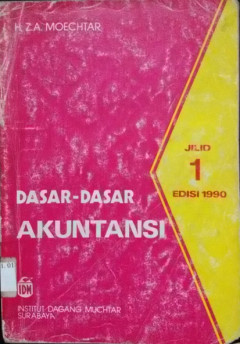 H. Z.A. MOECHTAR
JILID
1
EDISI 1990
DASAR-DASAR
AKUNTANSI
IDM
INSTITUT DAGANG MUCHTAR
SURABAYA